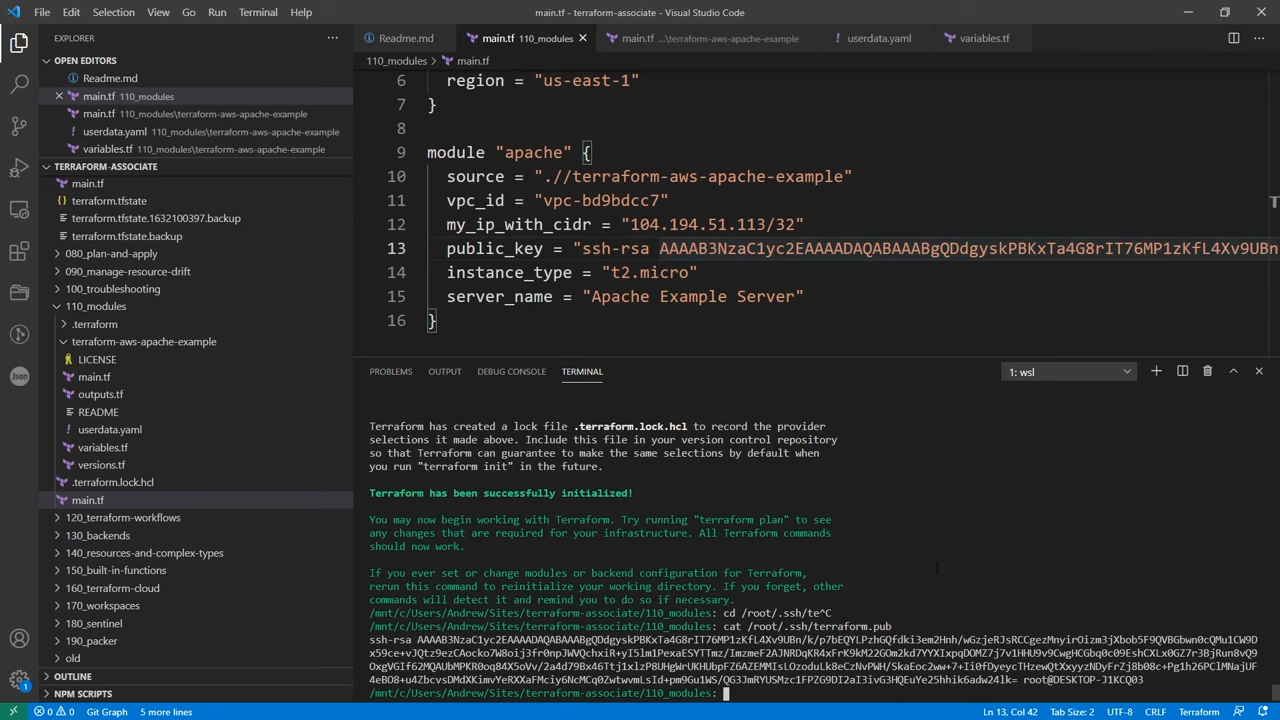 File Edit Selection View Go Run Terminal Help
main.tf - terraform-associate - Visual Studio Code
EXPLORER
OPEN EDITORS
Readme.md
main.tf 110_modules
main.tf 110_modules\terraform-aws-apache-example
userdata.yaml 110_modules\terraform-aws-apache-example
variables.tf 110_modules\terraform-aws-apache-example
TERRAFORM-ASSOCIATE
main.tf
terraform.tfstate
terraform.tfstate.1632100397.backup
terraform.tfstate.backup
080_plan-and-apply
090_manage-resource-drift
100_troubleshooting
110_modules
.terraform
terraform-aws-apache-example
LICENSE
main.tf
outputs.tf
README
userdata.yaml
variables.tf
versions.tf
.terraform.lock.hcl
main.tf
120_terraform-workflows
130_backends
140_resources-and-complex-types
150_built-in-functions
160_terraform-cloud
170_workspaces
180_sentinel
190_packer
old
OUTLINE
NPM SCRIPTS
Readme.md
main.tf 110_modules
main.tf ...\terraform-aws-apache-example
userdata.yaml
variables.tf
110_modules > main.tf
6 region = "us-east-1"
7 }
8
9 module "apache" {
10 source = ".//terraform-aws-apache-example"
11 vpc_id = "vpc-bd9bdcc7"
12 my_ip_with_cidr = "104.194.51.113/32"
13 public_key = "ssh-rsa AAAAB3NzaC1yc2EAAAADAQABAAABgQDdgyskPBKxTa4G8rIT76MP1zKfL4Xv9UBn
14 instance_type = "t2.micro"
15 server_name = "Apache Example Server"
16 }
PROBLEMS OUTPUT DEBUG CONSOLE TERMINAL
1: wsl
Terraform has created a lock file .terraform.lock.hcl to record the provider
selections it made above. Include this file in your version control repository
so that Terraform can guarantee to make the same selections by default when
you run "terraform init" in the future.
Terraform has been successfully initialized!
You may now begin working with Terraform. Try running "terraform plan" to see
any changes that are required for your infrastructure. All Terraform commands
should now work.
If you ever set or change modules or backend configuration for Terraform,
rerun this command to reinitialize your working directory. If you forget, other
commands will detect it and remind you to do so if necessary.
/mnt/c/Users/Andrew/Sites/terraform-associate/110_modules: cd /root/.ssh/te^C
/mnt/c/Users/Andrew/Sites/terraform-associate/110_modules: cat /root/.ssh/terraform.pub
ssh-rsa
root@DESKTOP-J1KCQ03
/mnt/c/Users/Andrew/Sites/terraform-associate/110_modules:
Json
1
0 0 Git Graph 5 more lines
Ln 13, Col 42 Tab Size: 2 UTF-8 CRLF Terraform